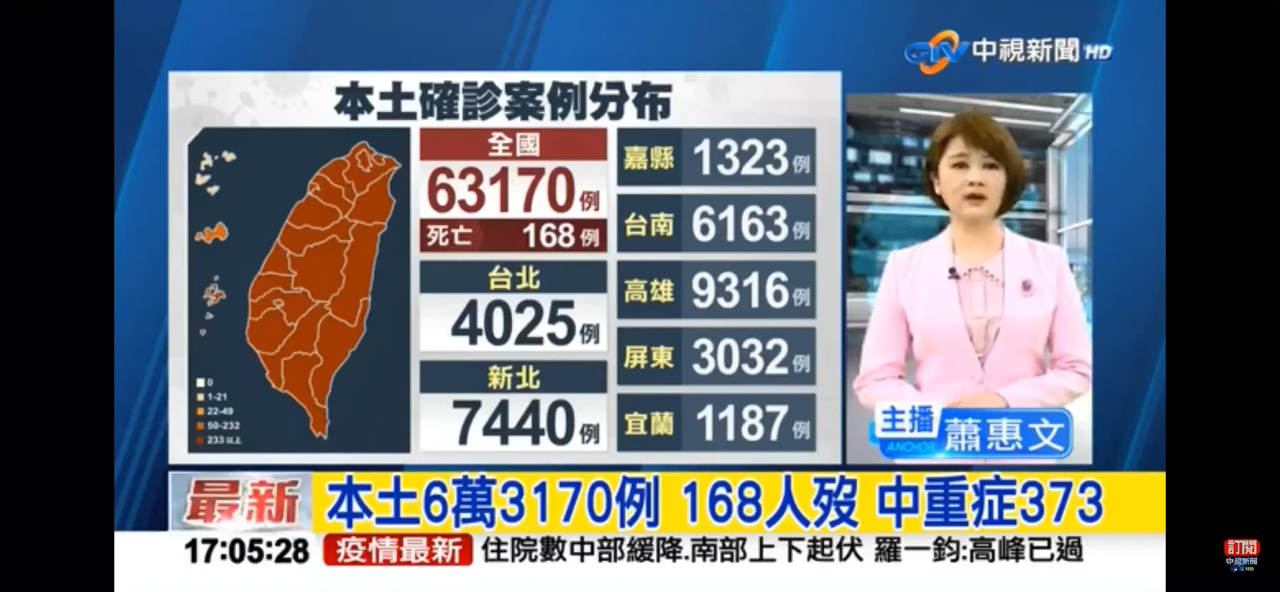 CTV 中視新聞 HD
本土確診案例分布
全國
63170例
死亡 168例
台北
4025例
新北
7440例
嘉縣 1323例
台南 6163例
高雄 9316例
屏東 3032例
宜蘭 1187例
0
1-21
22-49
50-232
233 以上
主播
ANCHOR
蕭惠文
最新 本土6萬3170例 168人歿 中重症373
17:05:28 疫情最新 住院數中部緩降.南部上下起伏 羅一鈞:高峰已過
訂閱
中視新聞
HD